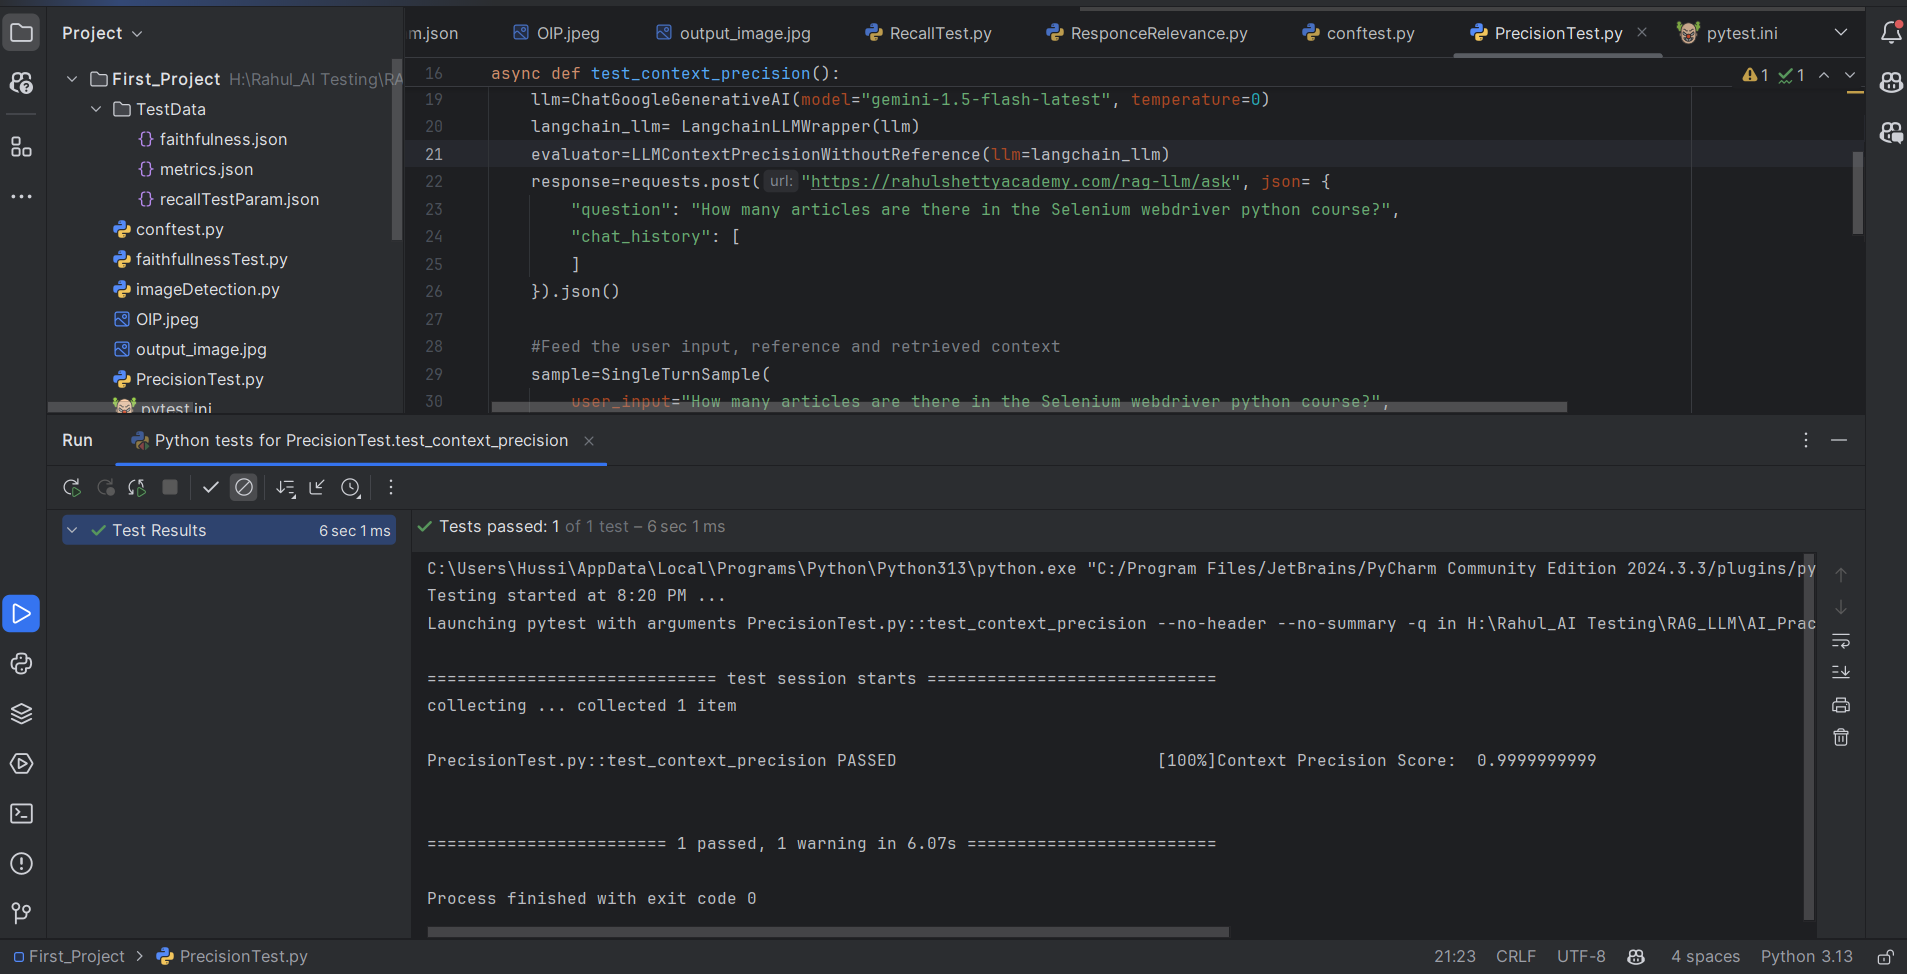 Project
m.json
OIP.jpeg
output_image.jpg
RecallTest.py
ResponceRelevance.py
conftest.py
PrecisionTest.py
pytest.ini
First_Project H:\Rahul_AI Testing\RA
TestData
faithfulness.json
metrics.json
recallTestParam.json
conftest.py
faithfullnessTest.py
imageDetection.py
OIP.jpeg
output_image.jpg
PrecisionTest.py
pytest.ini
16 async def test_context_precision():
1 1
19 llm=ChatGoogleGenerativeAI(model="gemini-1.5-flash-latest", temperature=0)
20 langchain_llm= LangchainLLMWrapper(llm)
21 evaluator=LLMContextPrecisionWithoutReference(llm=langchain_llm)
22 response=requests.post( url: "https://rahulshettyacademy.com/rag-llm/ask", json= {
23 "question": "How many articles are there in the Selenium webdriver python course?",
24 "chat_history": [
25 ]
26 }).json()
27
28 #Feed the user input, reference and retrieved context
29 sample=SingleTurnSample(
30 user_input="How many articles are there in the Selenium webdriver python course?",
Run
Python tests for PrecisionTest.test_context_precision
Test Results 6 sec 1 ms
Tests passed: 1 of 1 test – 6 sec 1 ms
C:\Users\Hussi\AppData\Local\Programs\Python\Python313\python.exe "C:/Program Files/JetBrains/PyCharm Community Edition 2024.3.3/plugins/py
Testing started at 8:20 PM ...
Launching pytest with arguments PrecisionTest.py::test_context_precision --no-header --no-summary -q in H:\Rahul_AI Testing\RAG_LLM\AI_Prac
============================= test session starts =============================
collecting ... collected 1 item
PrecisionTest.py::test_context_precision PASSED [100%]Context Precision Score: 0.9999999999
======================== 1 passed, 1 warning in 6.07s =========================
Process finished with exit code 0
First_Project > PrecisionTest.py
21:23 CRLF UTF-8 4 spaces Python 3.13